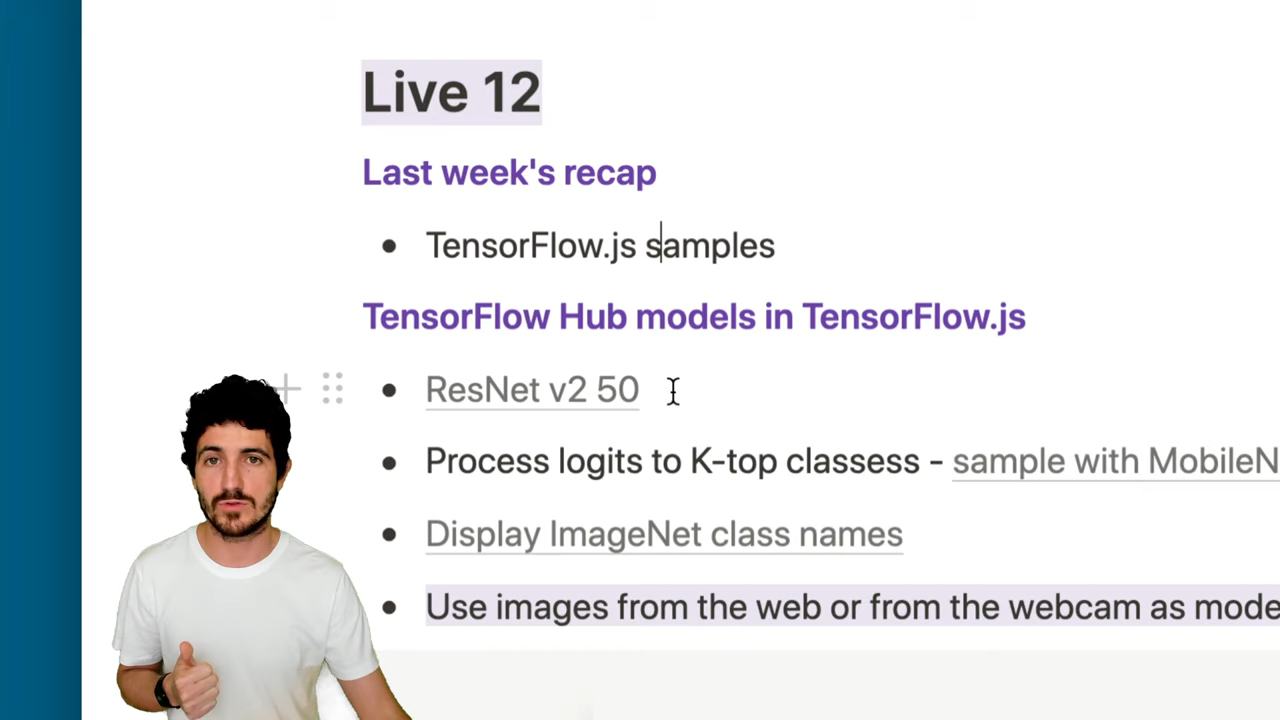 Live 12
Last week's recap
TensorFlow.js samples
TensorFlow Hub models in TensorFlow.js
ResNet v2 50
Process logits to K-top classess - sample with MobileN
Display ImageNet class names
Use images from the web or from the webcam as mode